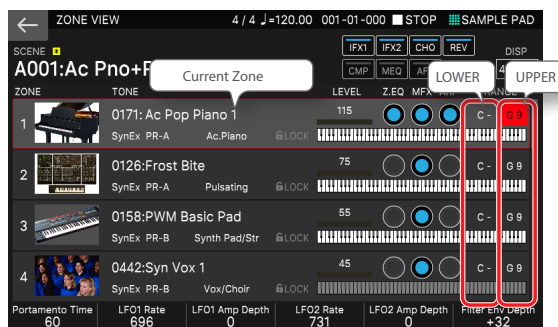 ZONE VIEW 4 / 4 ♩=120.00 001-01-000 STOP SAMPLE PAD
SCENE IFX1 IFX2 CHO REV DISP
A001:Ac Pno+ CMP MEQ 4
Current Zone LOWER UPPER
ZONE TONE LEVEL Z.EQ MFX
1 0171: Ac Pop Piano 1 115 C - G 9
SynEx PR-A Ac.Piano LOCK
2 0126:Frost Bite 75 C - G 9
SynEx PR-A Pulsating LOCK
3 0158:PWM Basic Pad 55 C - G 9
SynEx PR-B Synth Pad/Str LOCK
4 0442:Syn Vox 1 45 C - G 9
SynEx PR-B Vox/Choir LOCK
Portamento Time LFO1 Rate LFO1 Amp Depth LFO2 Rate LFO2 Amp Depth Filter Env Depth
60 696 0 731 0 +32